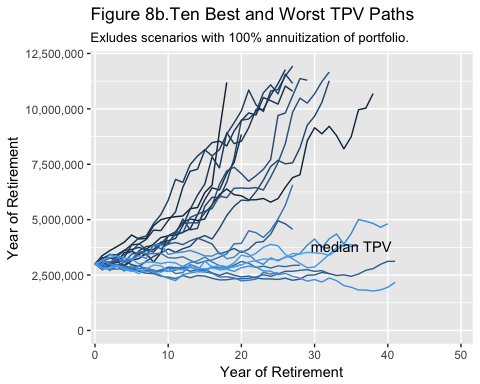 Figure 8b.Ten Best and Worst TPV Paths
Exludes scenarios with 100% annuitization of portfolio.
12,500,000
10,000,000
7,500,000
5,000,000
2,500,000
0
Year of Retirement
median TPV
0 10 20 30 40 50
Year of Retirement